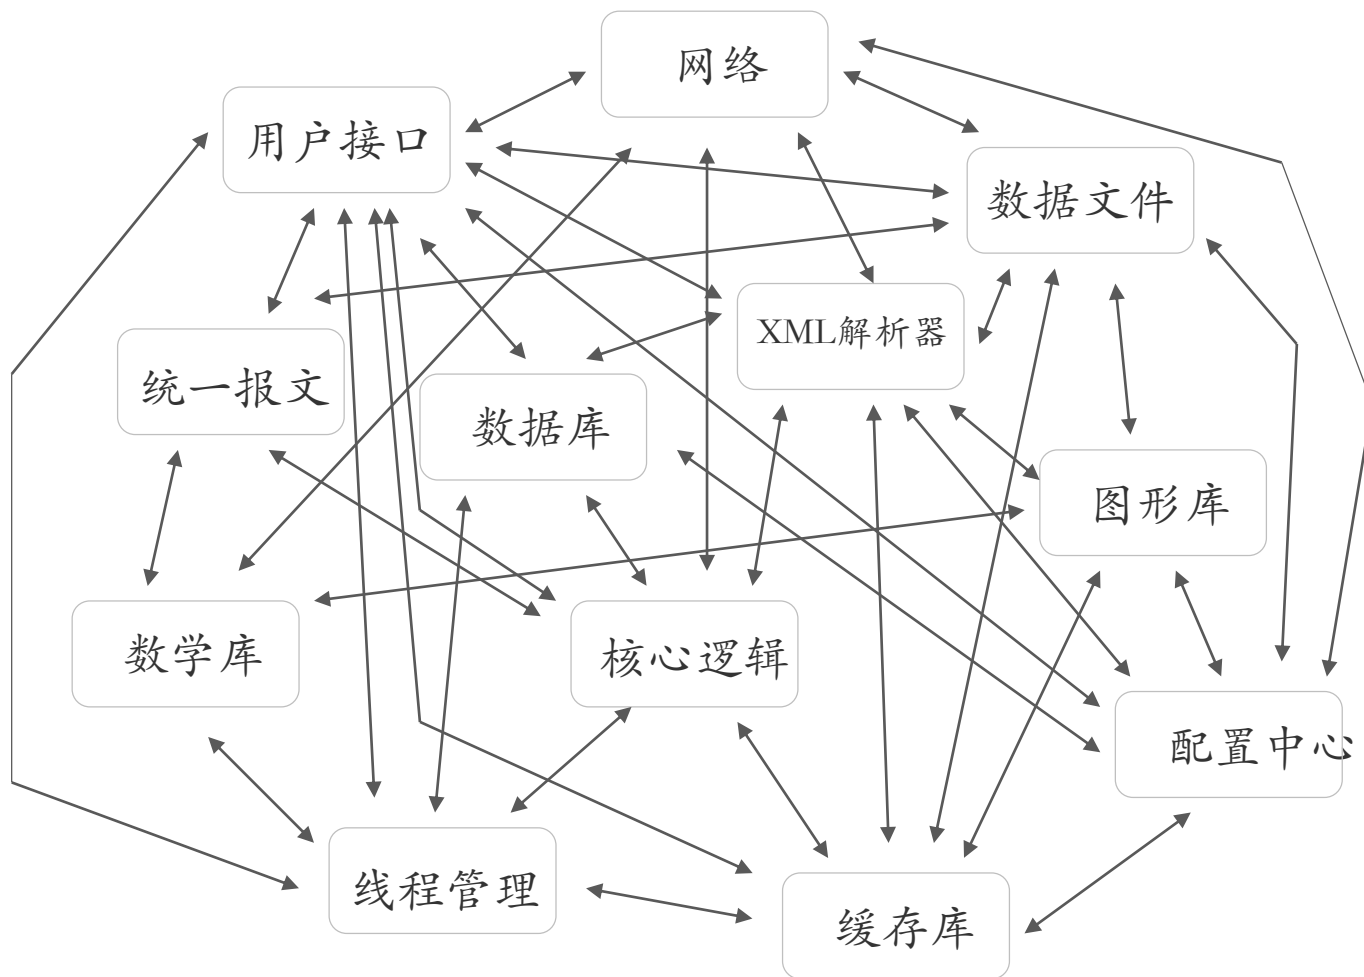 网络
用户接口
数据文件
XML解析器
统一报文
数据库
图形库
数学库
核心逻辑
配置中心
线程管理
缓存库